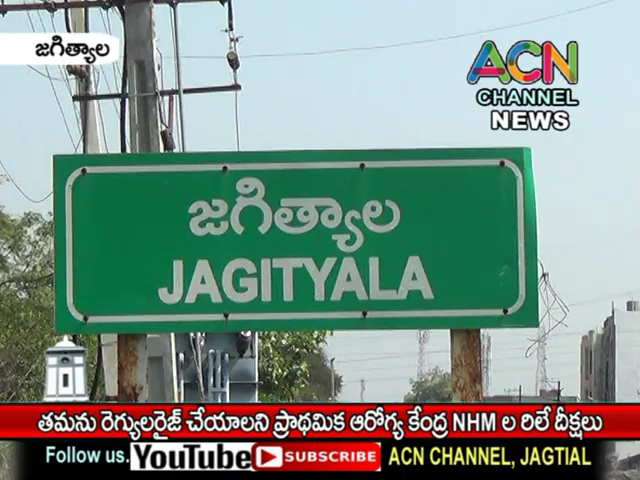 జగిత్యాల
ACN
CHANNEL
NEWS
జగిత్యాల
JAGITYALA
తమను రెగ్యులరైజ్ చేయాలని ప్రాథమిక ఆరోగ్య కేంద్ర NHM ల రిలే దీక్షలు
Follow us. YouTube SUBSCRIBE ACN CHANNEL, JAGTIAL